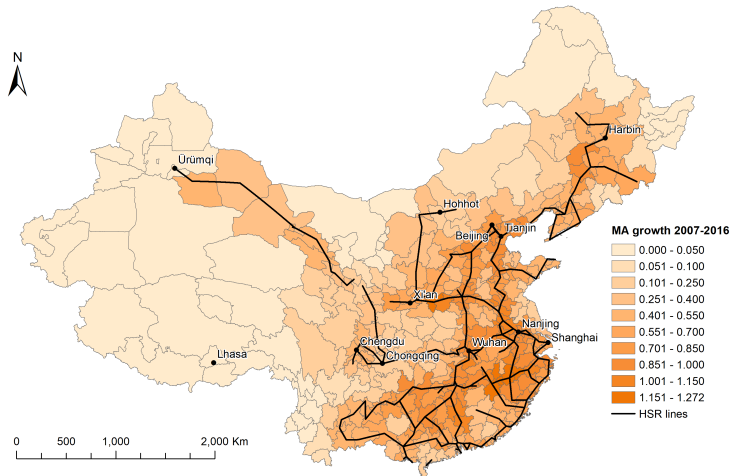 N
Harbin
Ürümqi
Hohhot
Beijing
Tianjin
MA growth 2007-2016
0.000 - 0.050
0.051 - 0.100
0.101 - 0.250
0.251 - 0.400
0.401 - 0.550
0.551 - 0.700
0.701 - 0.850
0.851 - 1.000
1.001 - 1.150
1.151 - 1.272
HSR lines
Xi'an
Nanjing
Shanghai
Chengdu
Wuhan
Lhasa
Chongqing
0 500 1,000 2,000 Km